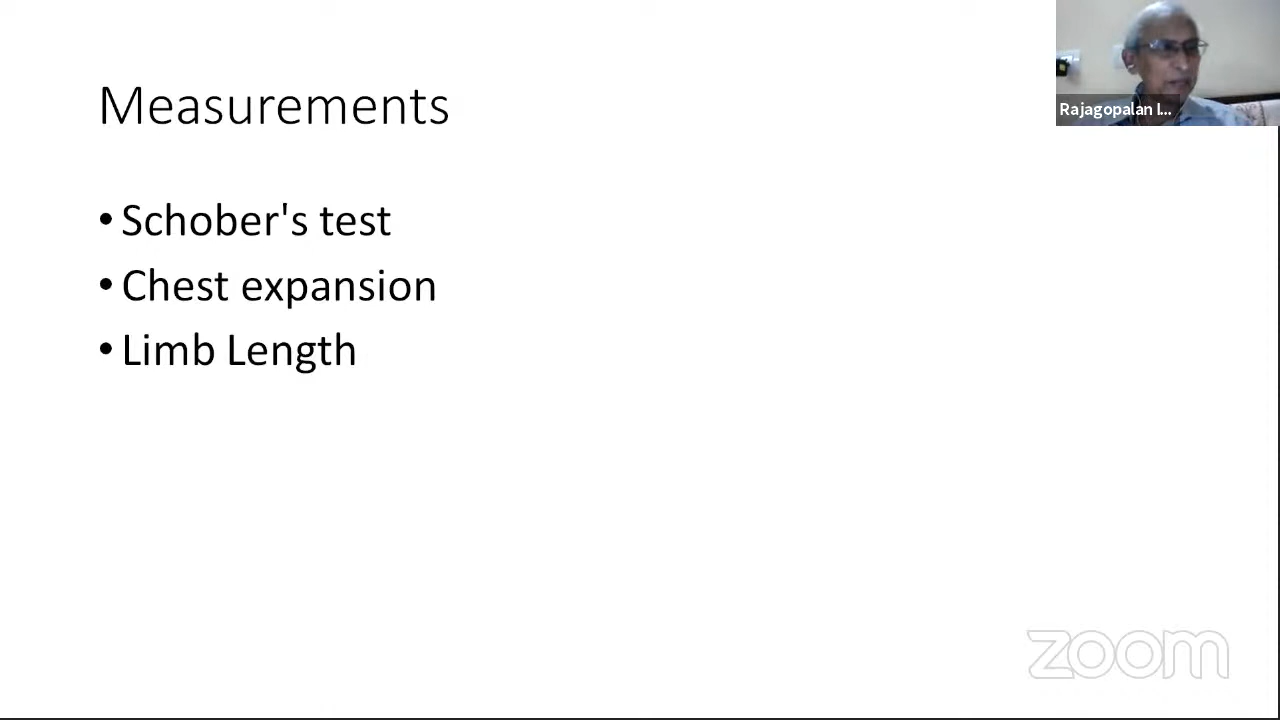 Measurements
Rajagopalan I...
• Schober's test
• Chest expansion
• Limb Length
zoom